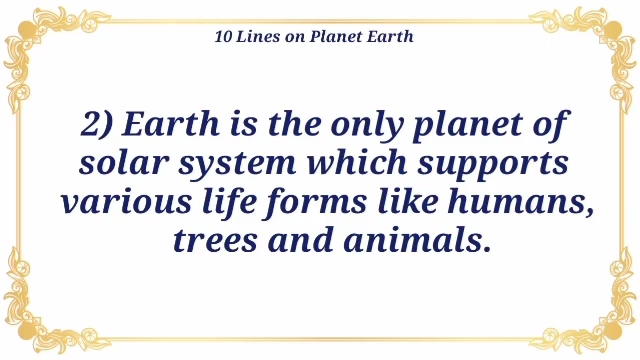 10 Lines on Planet Earth
2) Earth is the only planet of
solar system which supports
various life forms like humans,
trees and animals.